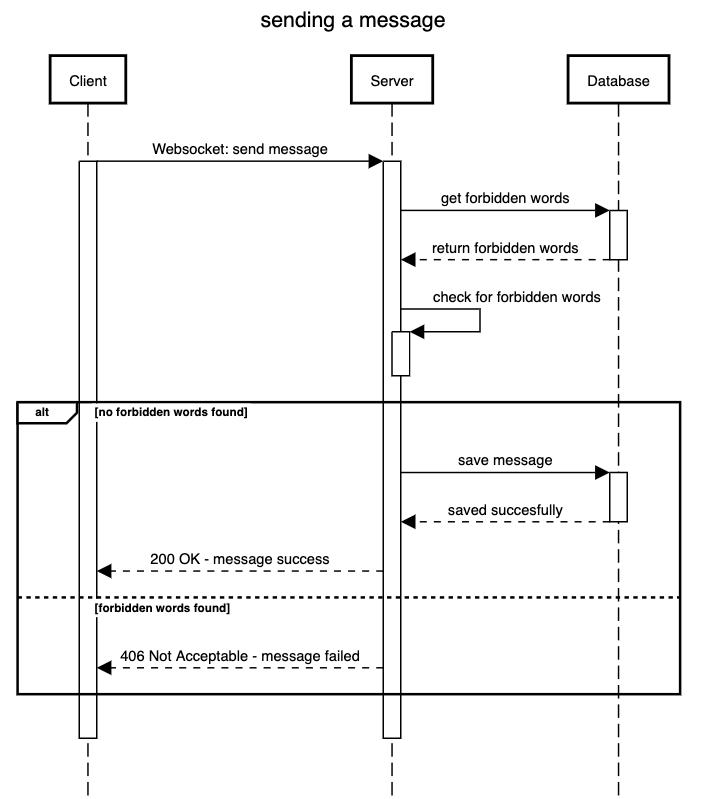 sending a message
Client
Server
Database
Websocket: send message
get forbidden words
return forbidden words
check for forbidden words
alt
[no forbidden words found]
save message
saved succesfully
200 OK - message success
[forbidden words found]
406 Not Acceptable - message failed